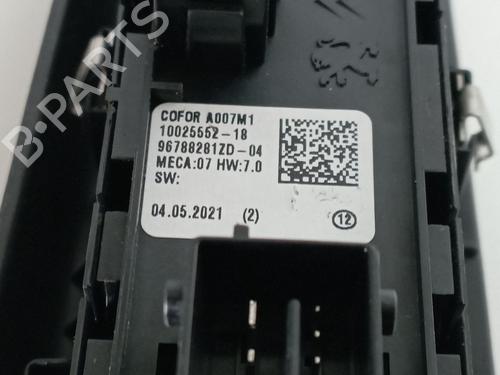 B-PARTS
COFOR A007M1
10025552-18
96788281ZD-04
MECA:07 HW:7.0
SW:
04.05.2021 (2)
12